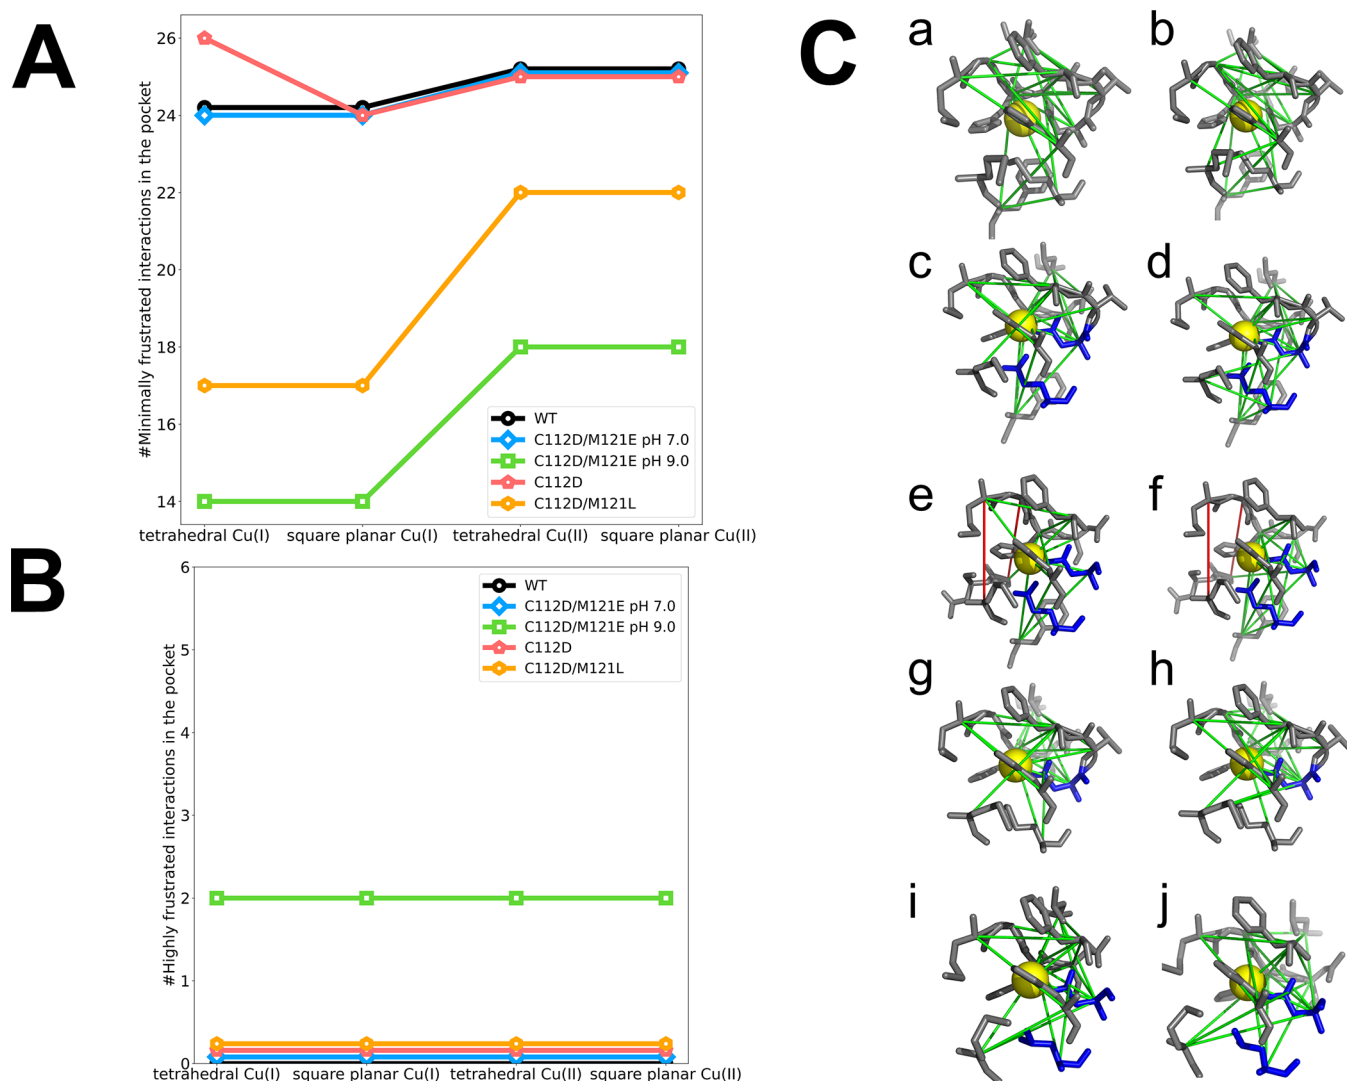 A
#Minimally frustrated interactions in the pocket
26
24
22
20
18
16
14
WT
C112D/M121E pH 7.0
C112D/M121E pH 9.0
C112D
C112D/M121L
tetrahedral Cu(I) square planar Cu(I) tetrahedral Cu(II) square planar Cu(II)
B
#Highly frustrated interactions in the pocket
6
5
4
3
2
1
0
WT
C112D/M121E pH 7.0
C112D/M121E pH 9.0
C112D
C112D/M121L
tetrahedral Cu(I) square planar Cu(I) tetrahedral Cu(II) square planar Cu(II)
C
a b
c d
e f
g h
i j